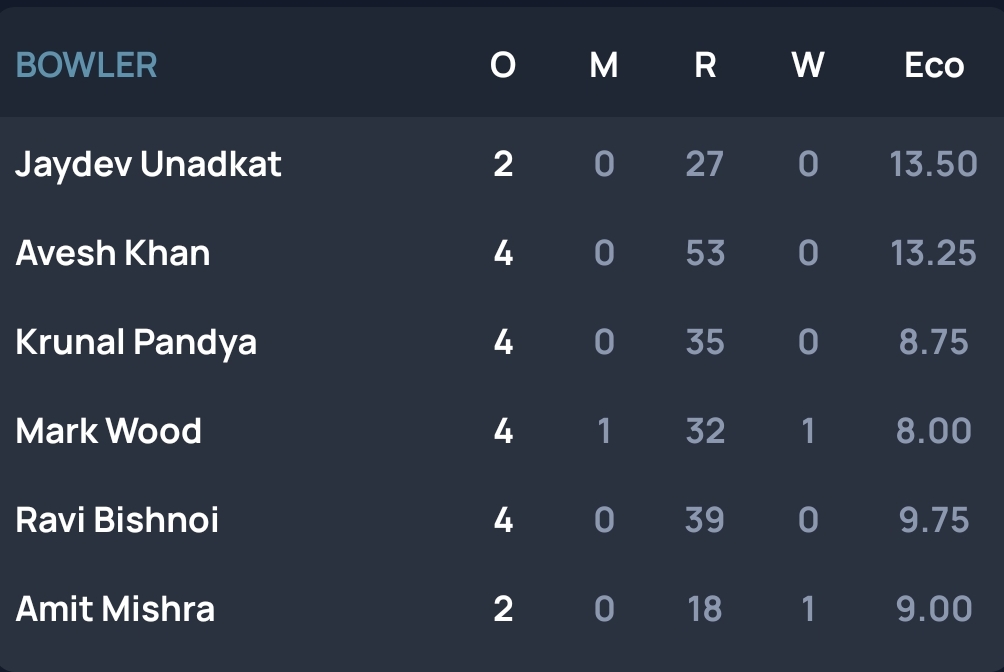 BOWLER O M R W Eco
Jaydev Unadkat 2 0 27 0 13.50
Avesh Khan 4 0 53 0 13.25
Krunal Pandya 4 0 35 0 8.75
Mark Wood 4 1 32 1 8.00
Ravi Bishnoi 4 0 39 0 9.75
Amit Mishra 2 0 18 1 9.00